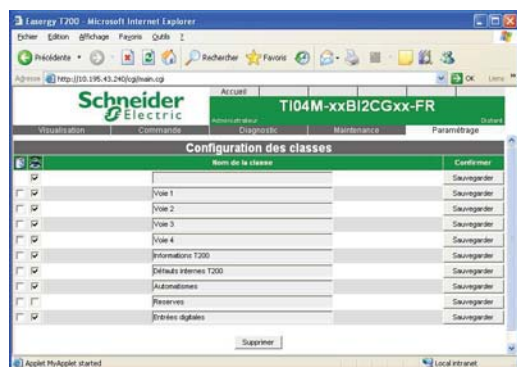 Easergy T200 - Microsoft Internet Explorer
Fichier Edition Affichage Favoris Outils ?
Précédente Rechercher Favoris
Adresse http://10.195.43.240/cgi/main.cgi OK Liens »
Accueil
Schneider Electric
TI04M-xxBI2CGxx-FR
Administrateur Distant
Visualisation Commande Diagnostic Maintenance Paramétrage
Configuration des classes
Nom de la classe Confirmer
Sauvegarder
Voie 1 Sauvegarder
Voie 2 Sauvegarder
Voie 3 Sauvegarder
Voie 4 Sauvegarder
Informations T200 Sauvegarder
Défauts internes T200 Sauvegarder
Automatismes Sauvegarder
Reserves Sauvegarder
Entrées digitales Sauvegarder
Supprimer
Applet MyApplet started Local intranet